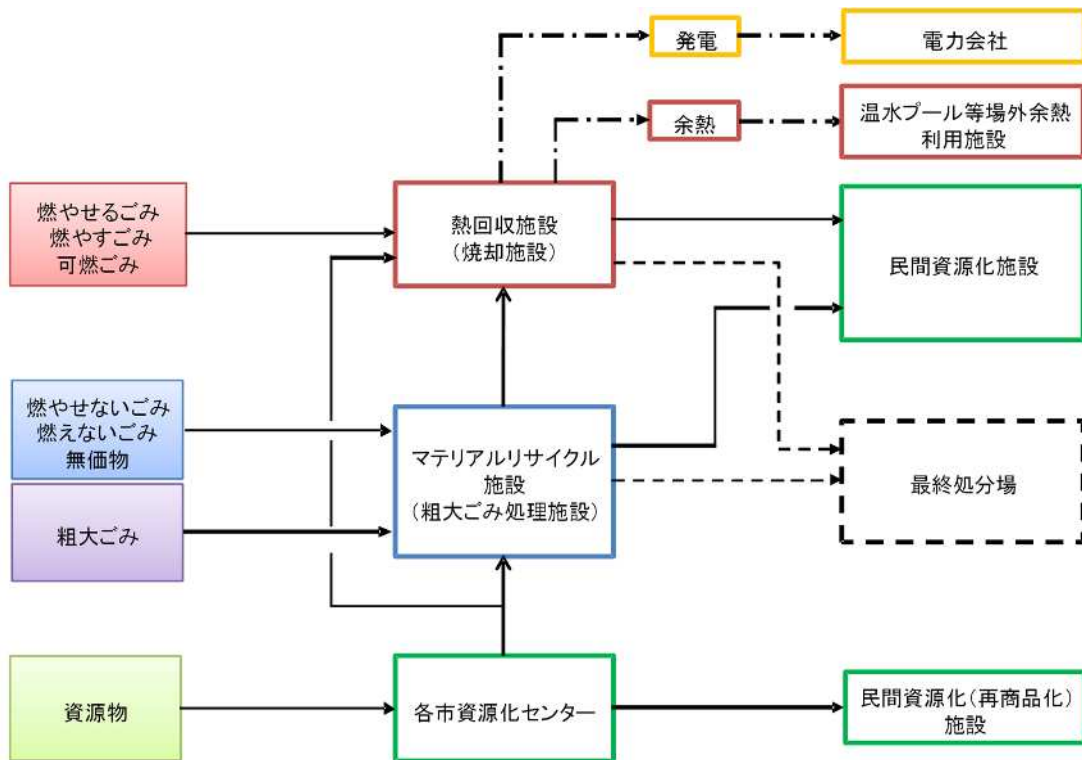 発電
電力会社
余熱
温水プール等場外余熱
利用施設
燃やせるごみ
燃やすごみ
可燃ごみ
熱回収施設
（焼却施設）
民間資源化施設
燃やせないごみ
燃えないごみ
無価物
マテリアルリサイクル
施設
（粗大ごみ処理施設）
最終処分場
粗大ごみ
資源物
各市資源化センター
民間資源化（再商品化）
施設